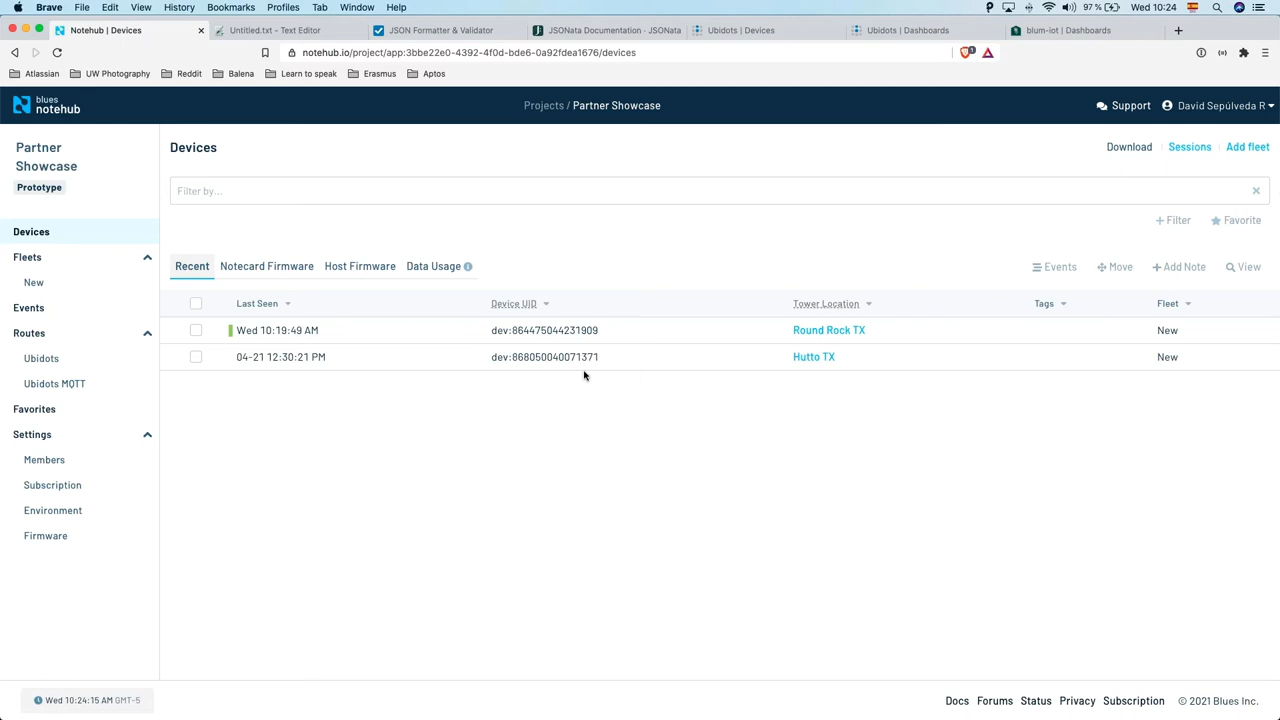 Brave File Edit View History Bookmarks Profiles Tab Window Help 97 % Wed 10:24
Notehub | Devices Untitled.txt - Text Editor JSON Formatter & Validator JSONata Documentation · JSONata Ubidots | Devices Ubidots | Dashboards blum-iot | Dashboards
notehub.io/project/app:3bbe22e0-4392-4f0d-bde6-0a92fdea1676/devices 1
Atlassian UW Photography Reddit Balena Learn to speak Erasmus Aptos
blues
notehub
Projects / Partner Showcase
Support David Sepúlveda R
Partner
Showcase
Prototype
Devices
Fleets
New
Events
Routes
Ubidots
Ubidots MQTT
Favorites
Settings
Members
Subscription
Environment
Firmware
Wed 10:24:15 AM GMT-5
Devices
Download Sessions Add fleet
Filter by...
Filter Favorite
Recent Notecard Firmware Host Firmware Data Usage
Events Move Add Note View
Last Seen Device UID Tower Location Tags Fleet
Wed 10:19:49 AM dev:864475044231909 Round Rock TX New
04-21 12:30:21 PM dev:868050040071371 Hutto TX New
Docs Forums Status Privacy Subscription © 2021 Blues Inc.